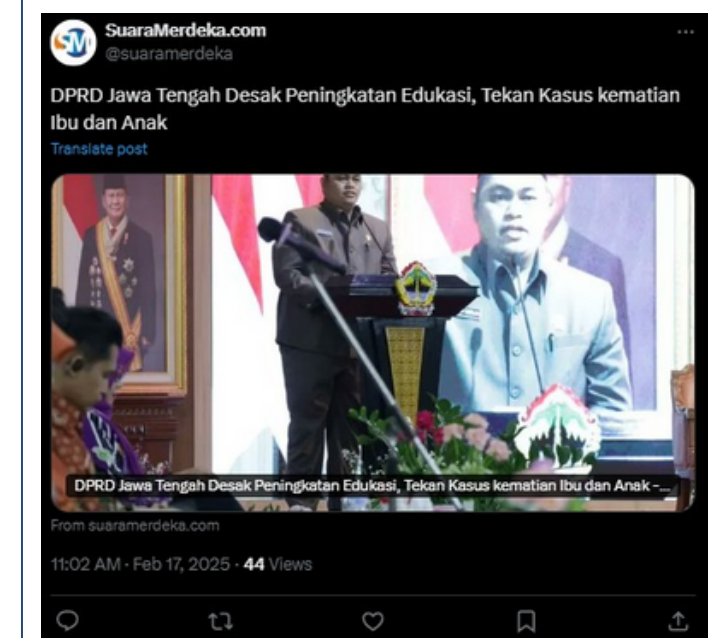 SuaraMerdeka.com
@suaramerdeka
DPRD Jawa Tengah Desak Peningkatan Edukasi, Tekan Kasus kematian
Ibu dan Anak
Translate post
DPRD Jawa Tengah Desak Peningkatan Edukasi, Tekan Kasus kematian Ibu dan Anak -...
From suaramerdeka.com
11:02 AM · Feb 17, 2025 · 44 Views